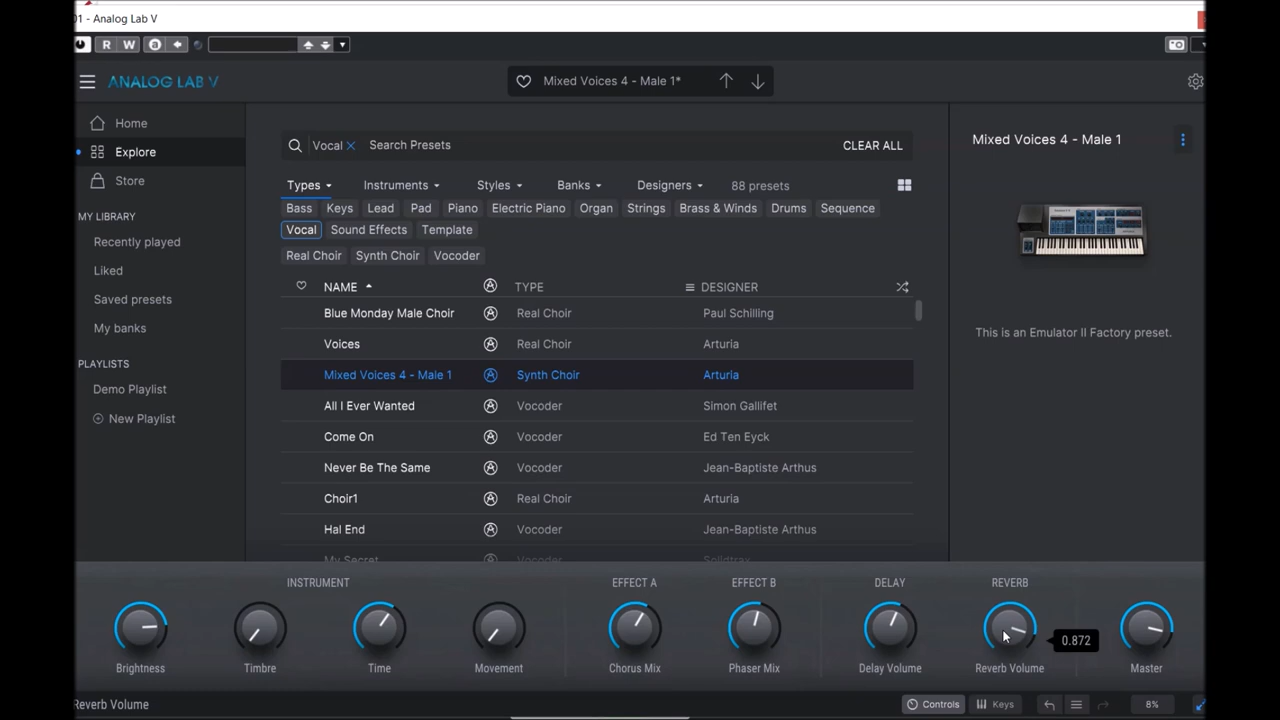 01 - Analog Lab V
R W
ANALOG LAB V
Mixed Voices 4 - Male 1*
Home
Explore
Store
MY LIBRARY
Recently played
Liked
Saved presets
My banks
PLAYLISTS
Demo Playlist
New Playlist
Vocal × Search Presets CLEAR ALL
Types Instruments Styles Banks Designers 88 presets
Bass Keys Lead Pad Piano Electric Piano Organ Strings Brass & Winds Drums Sequence
Vocal Sound Effects Template
Real Choir Synth Choir Vocoder
NAME TYPE DESIGNER
Blue Monday Male Choir Real Choir Paul Schilling
Voices Real Choir Arturia
Mixed Voices 4 - Male 1 Synth Choir Arturia
All I Ever Wanted Vocoder Simon Gallifet
Come On Vocoder Ed Ten Eyck
Never Be The Same Vocoder Jean-Baptiste Arthus
Choir1 Real Choir Arturia
Hal End Vocoder Jean-Baptiste Arthus
My Secret Vocoder
Mixed Voices 4 - Male 1
This is an Emulator II Factory preset.
INSTRUMENT EFFECT A EFFECT B DELAY REVERB
0.872
Brightness Timbre Time Movement Chorus Mix Phaser Mix Delay Volume Reverb Volume Master
Reverb Volume Controls Keys 8%